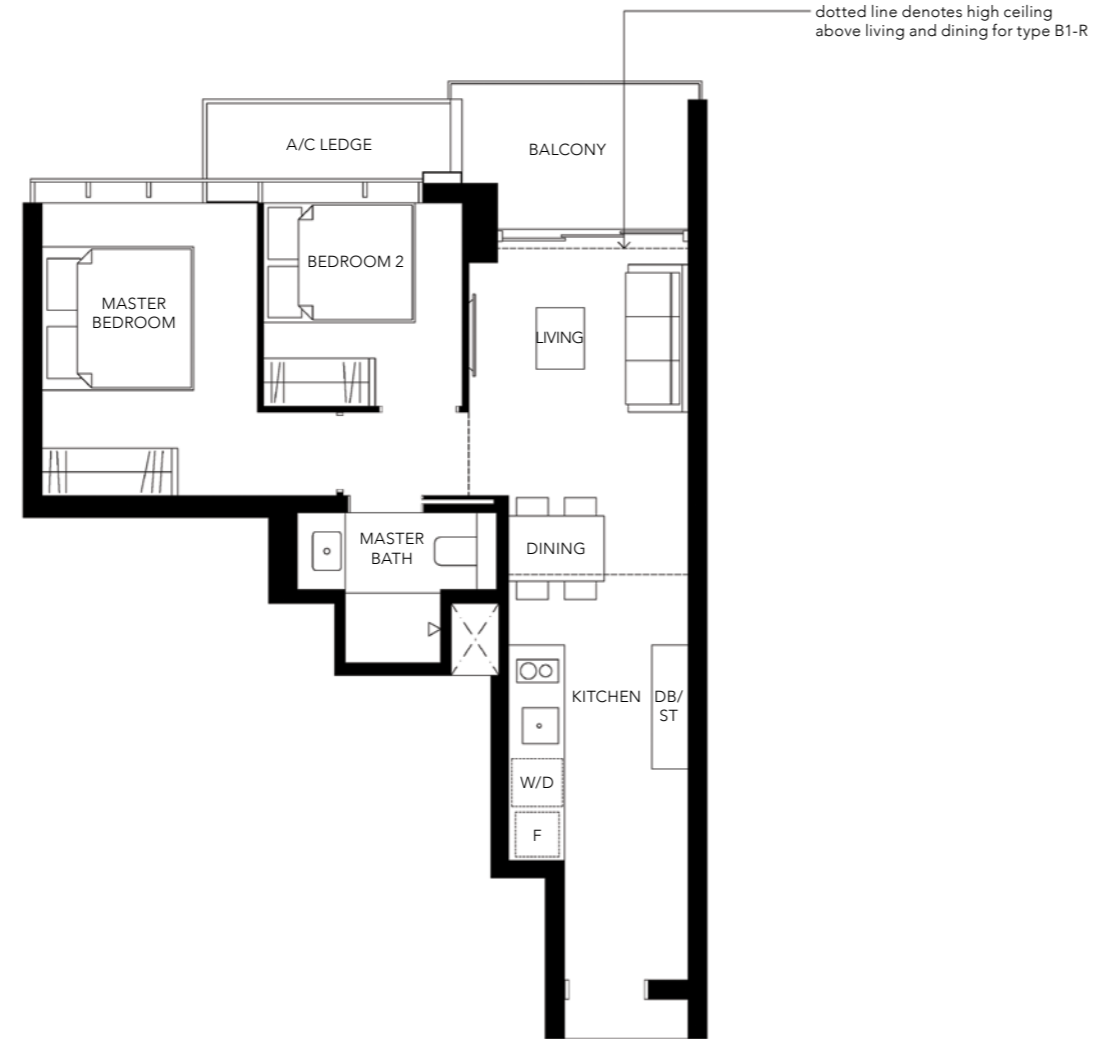 dotted line denotes high ceiling
above living and dining for type B1-R
A/C LEDGE
BALCONY
BEDROOM 2
MASTER
BEDROOM
LIVING
MASTER
BATH
DINING
KITCHEN
DB/
ST
W/D
F